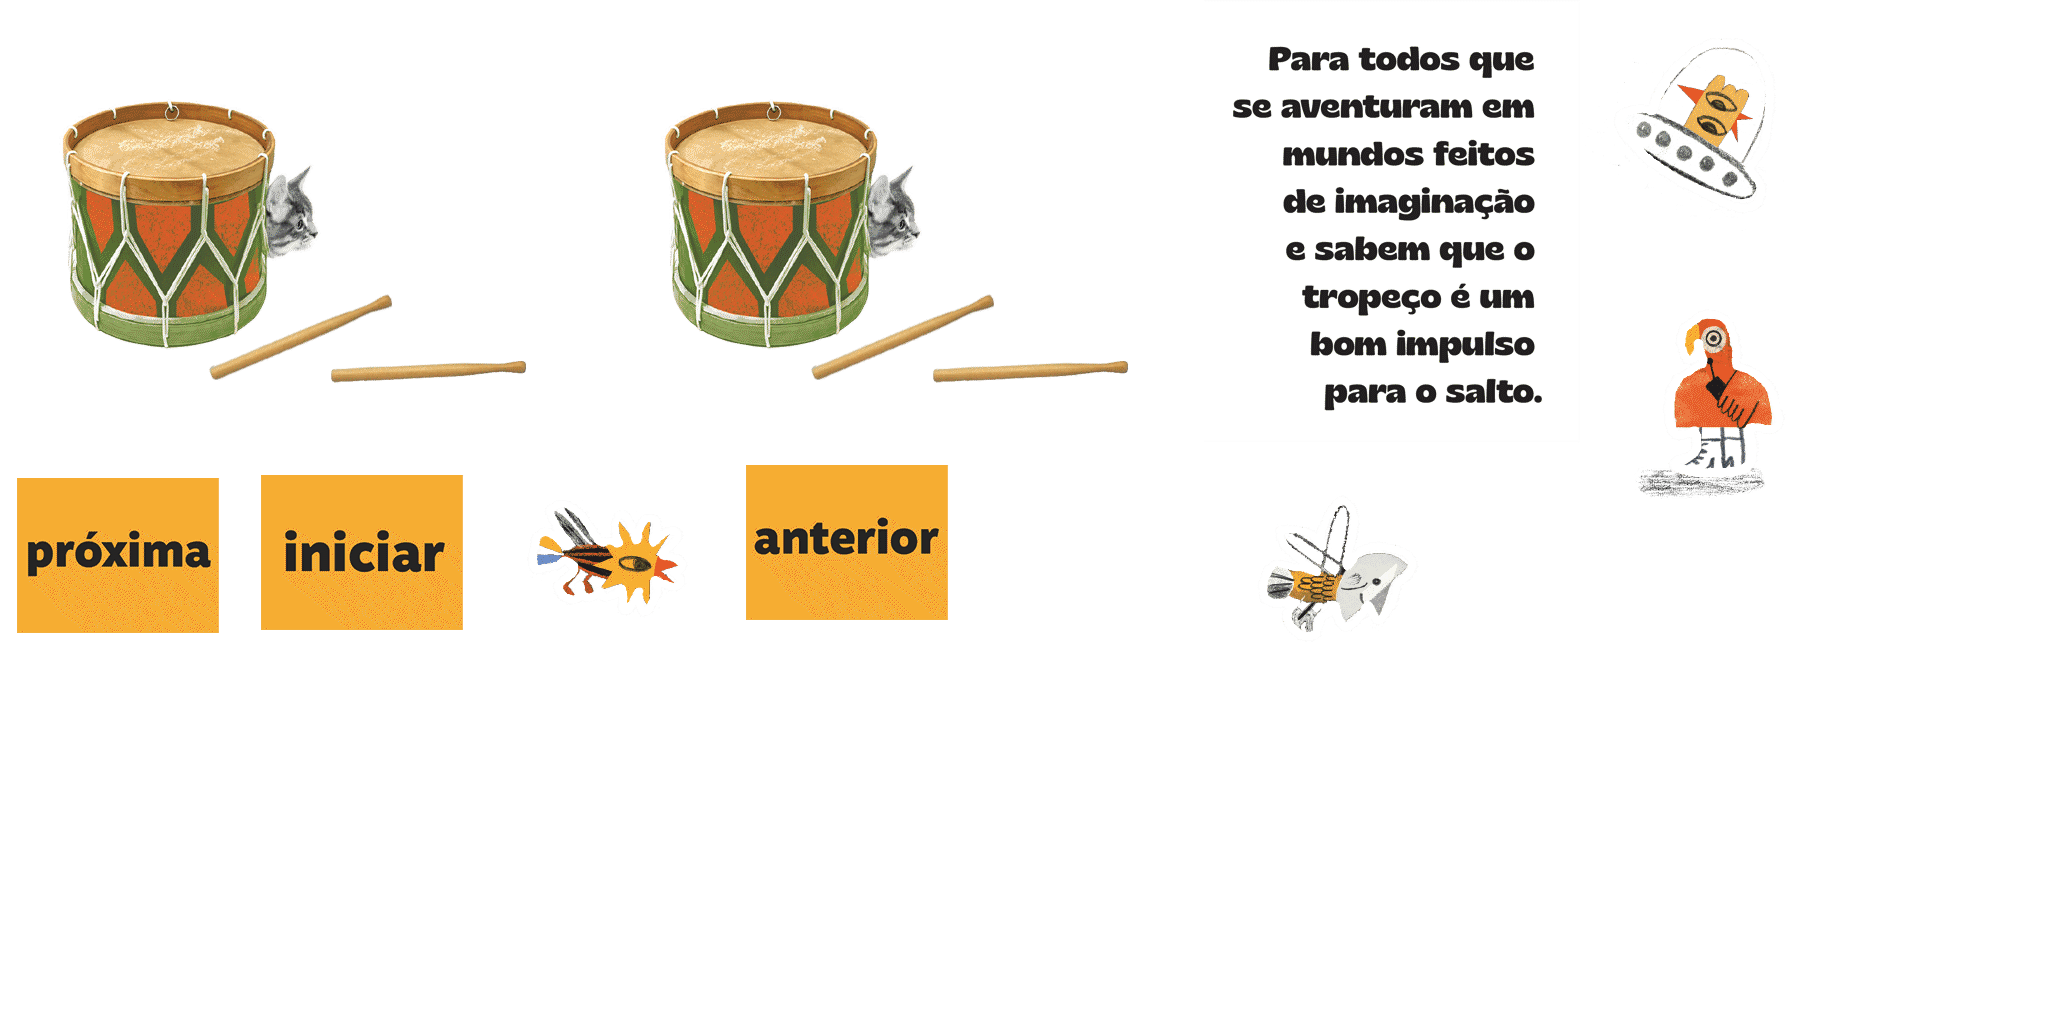 Para todos que
se aventuram em
mundos feitos
de imaginação
e sabem que o
tropeço é um
bom impulso
para o salto.
próxima
iniciar
anterior